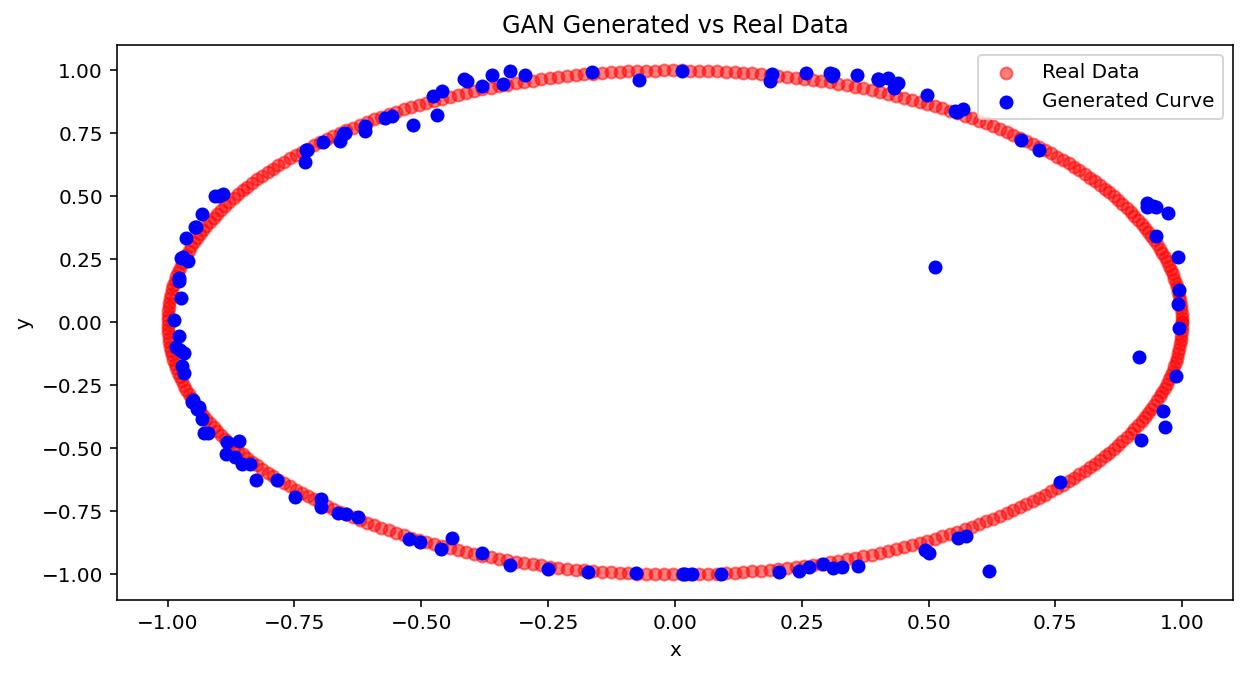 GAN Generated vs Real Data
Real Data
Generated Curve
1.00
0.75
0.50
0.25
0.00
−0.25
−0.50
−0.75
−1.00
y
−1.00 −0.75 −0.50 −0.25 0.00 0.25 0.50 0.75 1.00
x